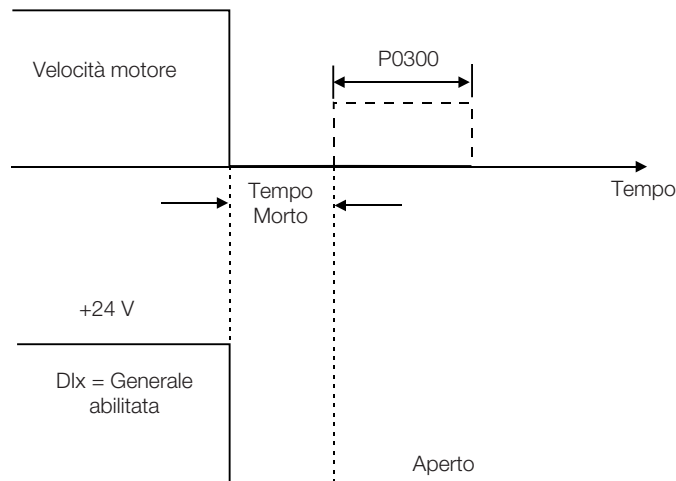 Velocità motore
P0300
Tempo
Tempo
Morto
+24 V
DIx = Generale
abilitata
Aperto